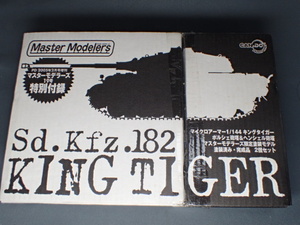 Master Modelers
マスターモデラーズ
特別付録
CAN.DO
Sd.Kfz.182
KING TIGER
マイクロアーマー1/144 キングタイガー
ポルシェ砲塔&ヘンシェル砲塔
マスターモデラーズ限定塗装モデル
塗装済み・完成品 2個セット